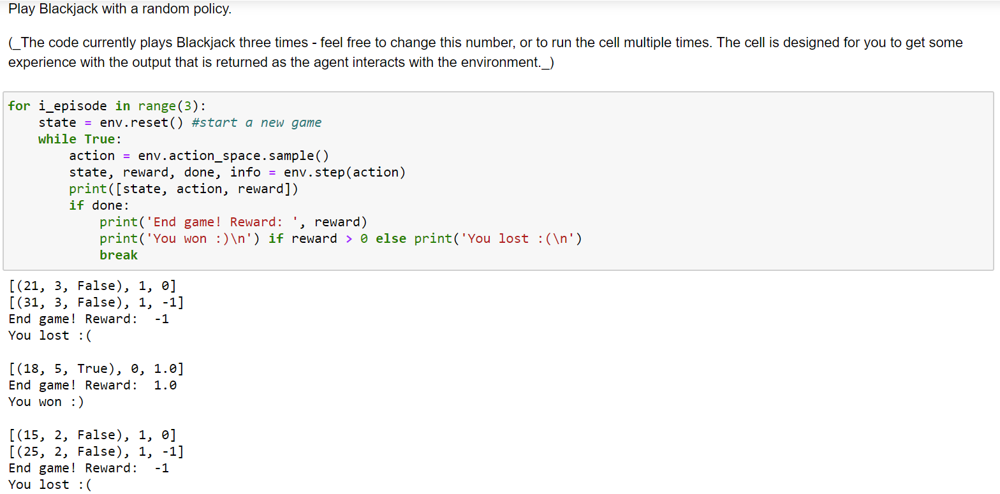 Play Blackjack with a random policy.
(_The code currently plays Blackjack three times - feel free to change this number, or to run the cell multiple times. The cell is designed for you to get some
experience with the output that is returned as the agent interacts with the environment._)
for i_episode in range(3):
    state = env.reset() #start a new game
    while True:
        action = env.action_space.sample()
        state, reward, done, info = env.step(action)
        print([state, action, reward])
        if done:
            print('End game! Reward: ', reward)
            print('You won :)\n') if reward > 0 else print('You lost :(\n')
            break
[(21, 3, False), 1, 0]
[(31, 3, False), 1, -1]
End game! Reward:  -1
You lost :(
[(18, 5, True), 0, 1.0]
End game! Reward:  1.0
You won :)
[(15, 2, False), 1, 0]
[(25, 2, False), 1, -1]
End game! Reward:  -1
You lost :(